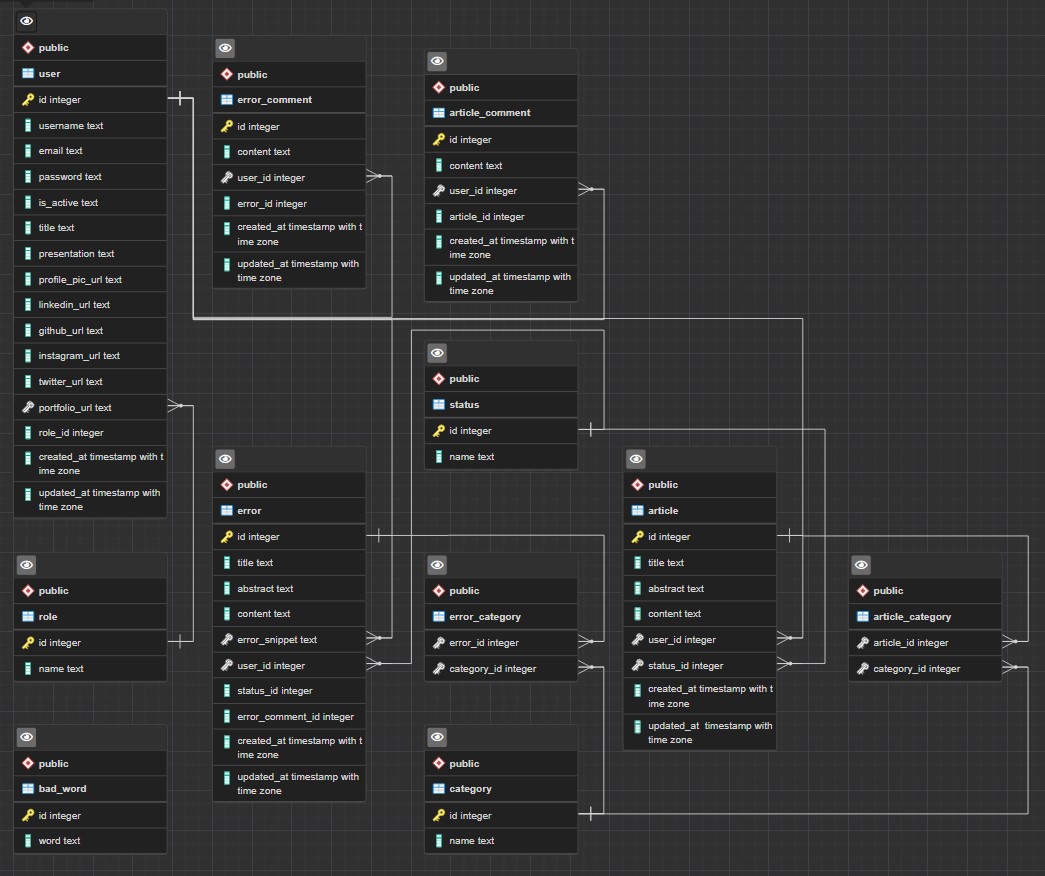 public
user
id integer
username text
email text
password text
is_active text
title text
presentation text
profile_pic_url text
linkedin_url text
github_url text
instagram_url text
twitter_url text
portfolio_url text
role_id integer
created_at timestamp with t
ime zone
updated_at timestamp with
time zone
public
error_comment
id integer
content text
user_id integer
error_id integer
created_at timestamp with t
ime zone
updated_at timestamp with
time zone
public
article_comment
id integer
content text
user_id integer
article_id integer
created_at timestamp with t
ime zone
updated_at timestamp with
time zone
public
status
id integer
name text
public
error
id integer
title text
abstract text
content text
error_snippet text
user_id integer
status_id integer
error_comment_id integer
created_at timestamp with t
ime zone
updated_at timestamp with
time zone
public
article
id integer
title text
abstract text
content text
user_id integer
status_id integer
created_at timestamp with t
ime zone
updated_at  timestamp with
time zone
public
role
id integer
name text
public
error_category
error_id integer
category_id integer
public
article_category
article_id integer
category_id integer
public
bad_word
id integer
word text
public
category
id integer
name text